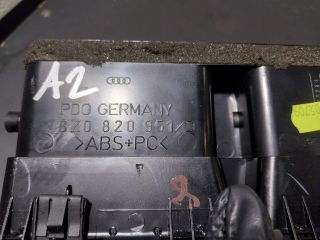 A2
PDO GERMANY
8Z0 820 951
>ABS+PC<